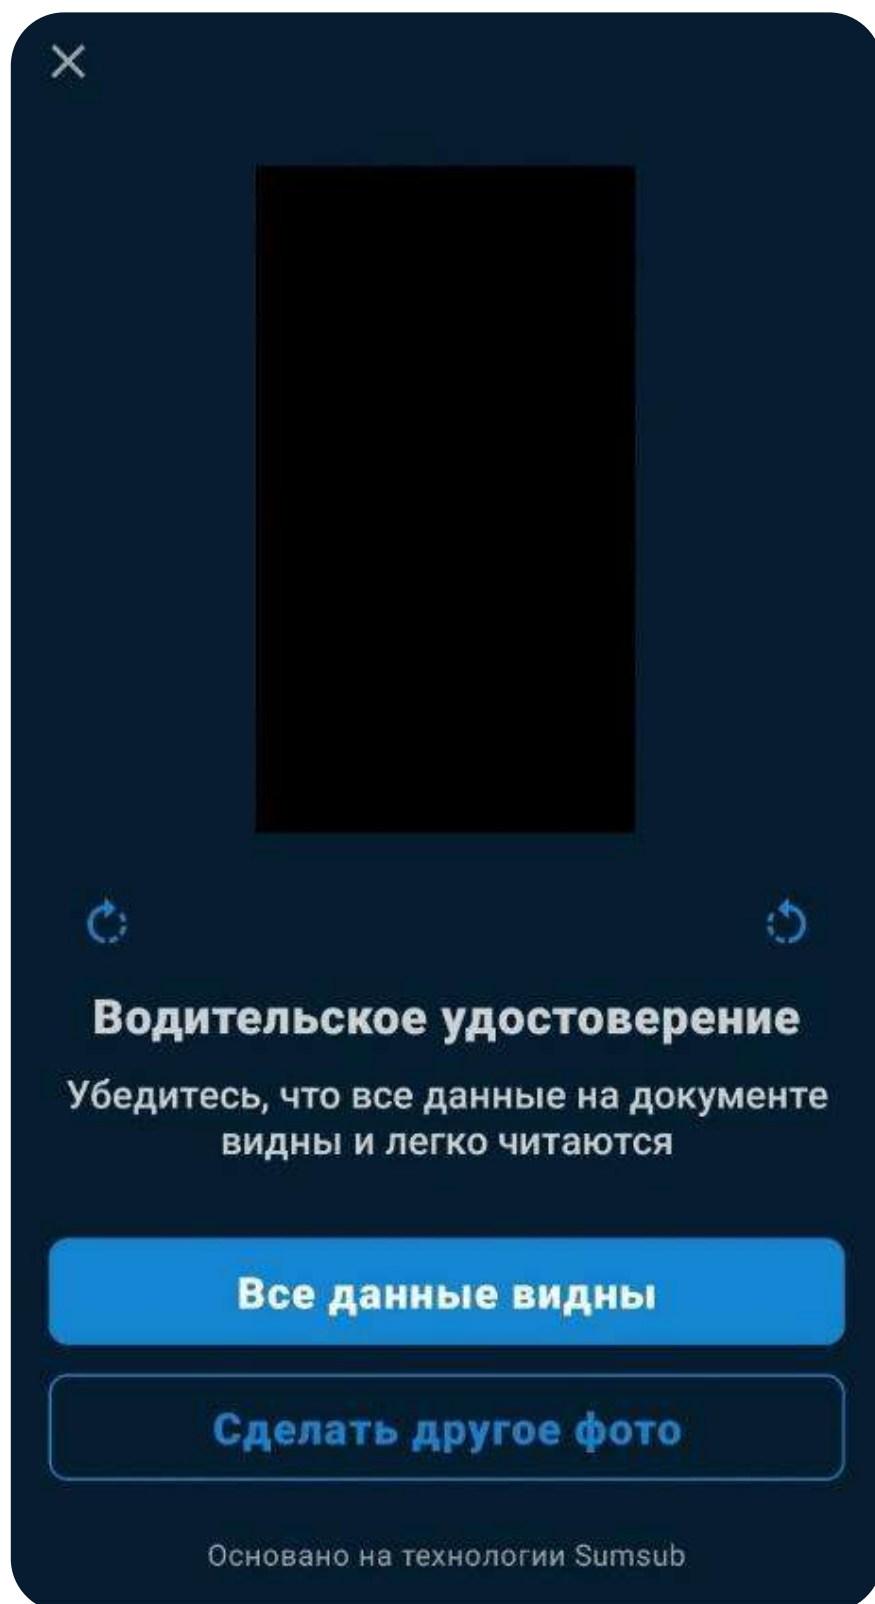 Водительское удостоверение
Убедитесь, что все данные на документе
видны и легко читаются
Все данные видны
Сделать другое фото
Основано на технологии Sumsub